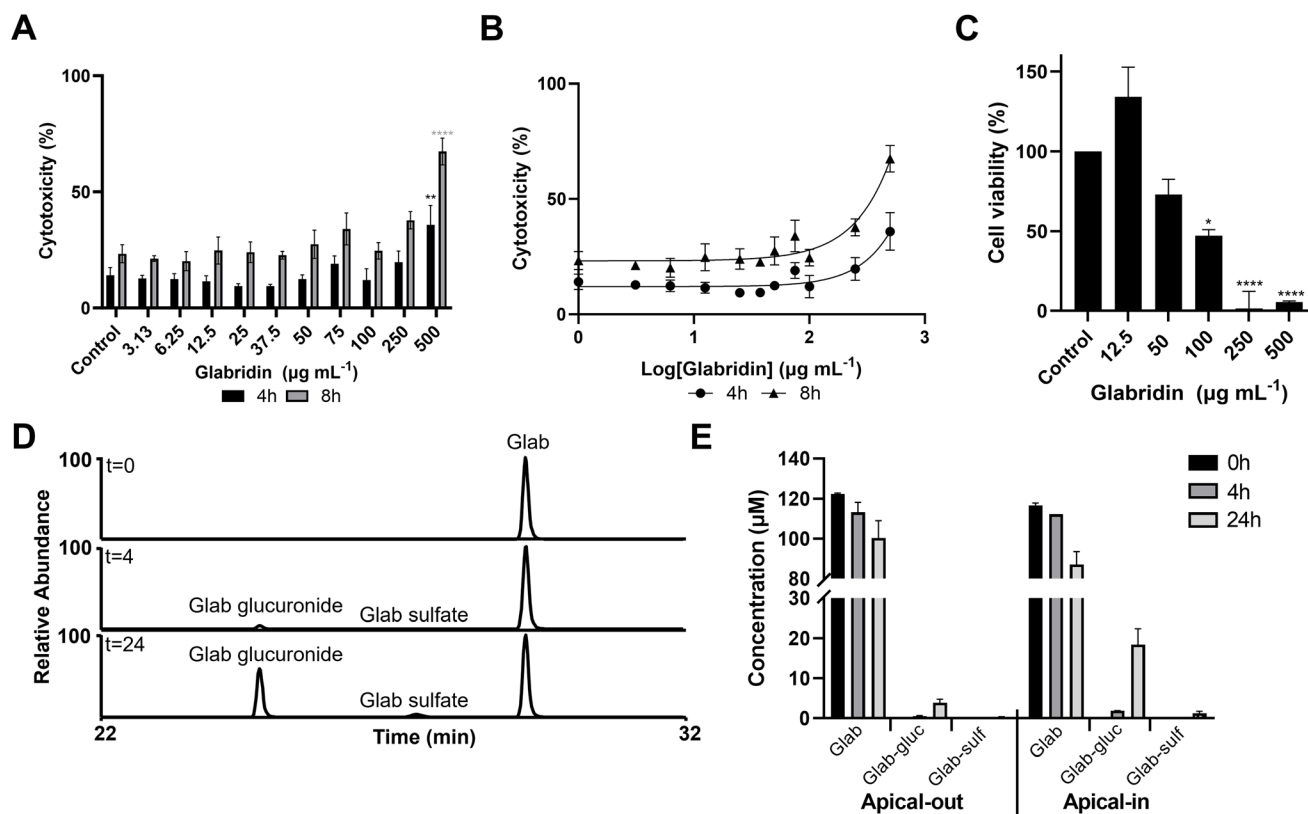 A
100
50
0
Cytotoxicity (%)
**
****
Control
3.13
6.25
12.5
25
37.5
50
75
100
250
500
Glabridin (µg mL⁻¹)
4h 8h
B
100
50
0
Cytotoxicity (%)
0 1 2 3
Log[Glabridin] (µg mL⁻¹)
4h 8h
C
150
100
50
0
Cell viability (%)
*
****
****
Control
12.5
50
100
250
500
Glabridin (µg mL⁻¹)
D
Relative Abundance
Glab
100
t=0
100
t=4
Glab glucuronide Glab sulfate
100
t=24
Glab glucuronide
Glab sulfate
22 32
Time (min)
E
Concentration (µM)
140
120
100
80
60
30
20
10
0
0h
4h
24h
Glab
Glab-gluc
Glab-sulf
Glab
Glab-gluc
Glab-sulf
Apical-out Apical-in